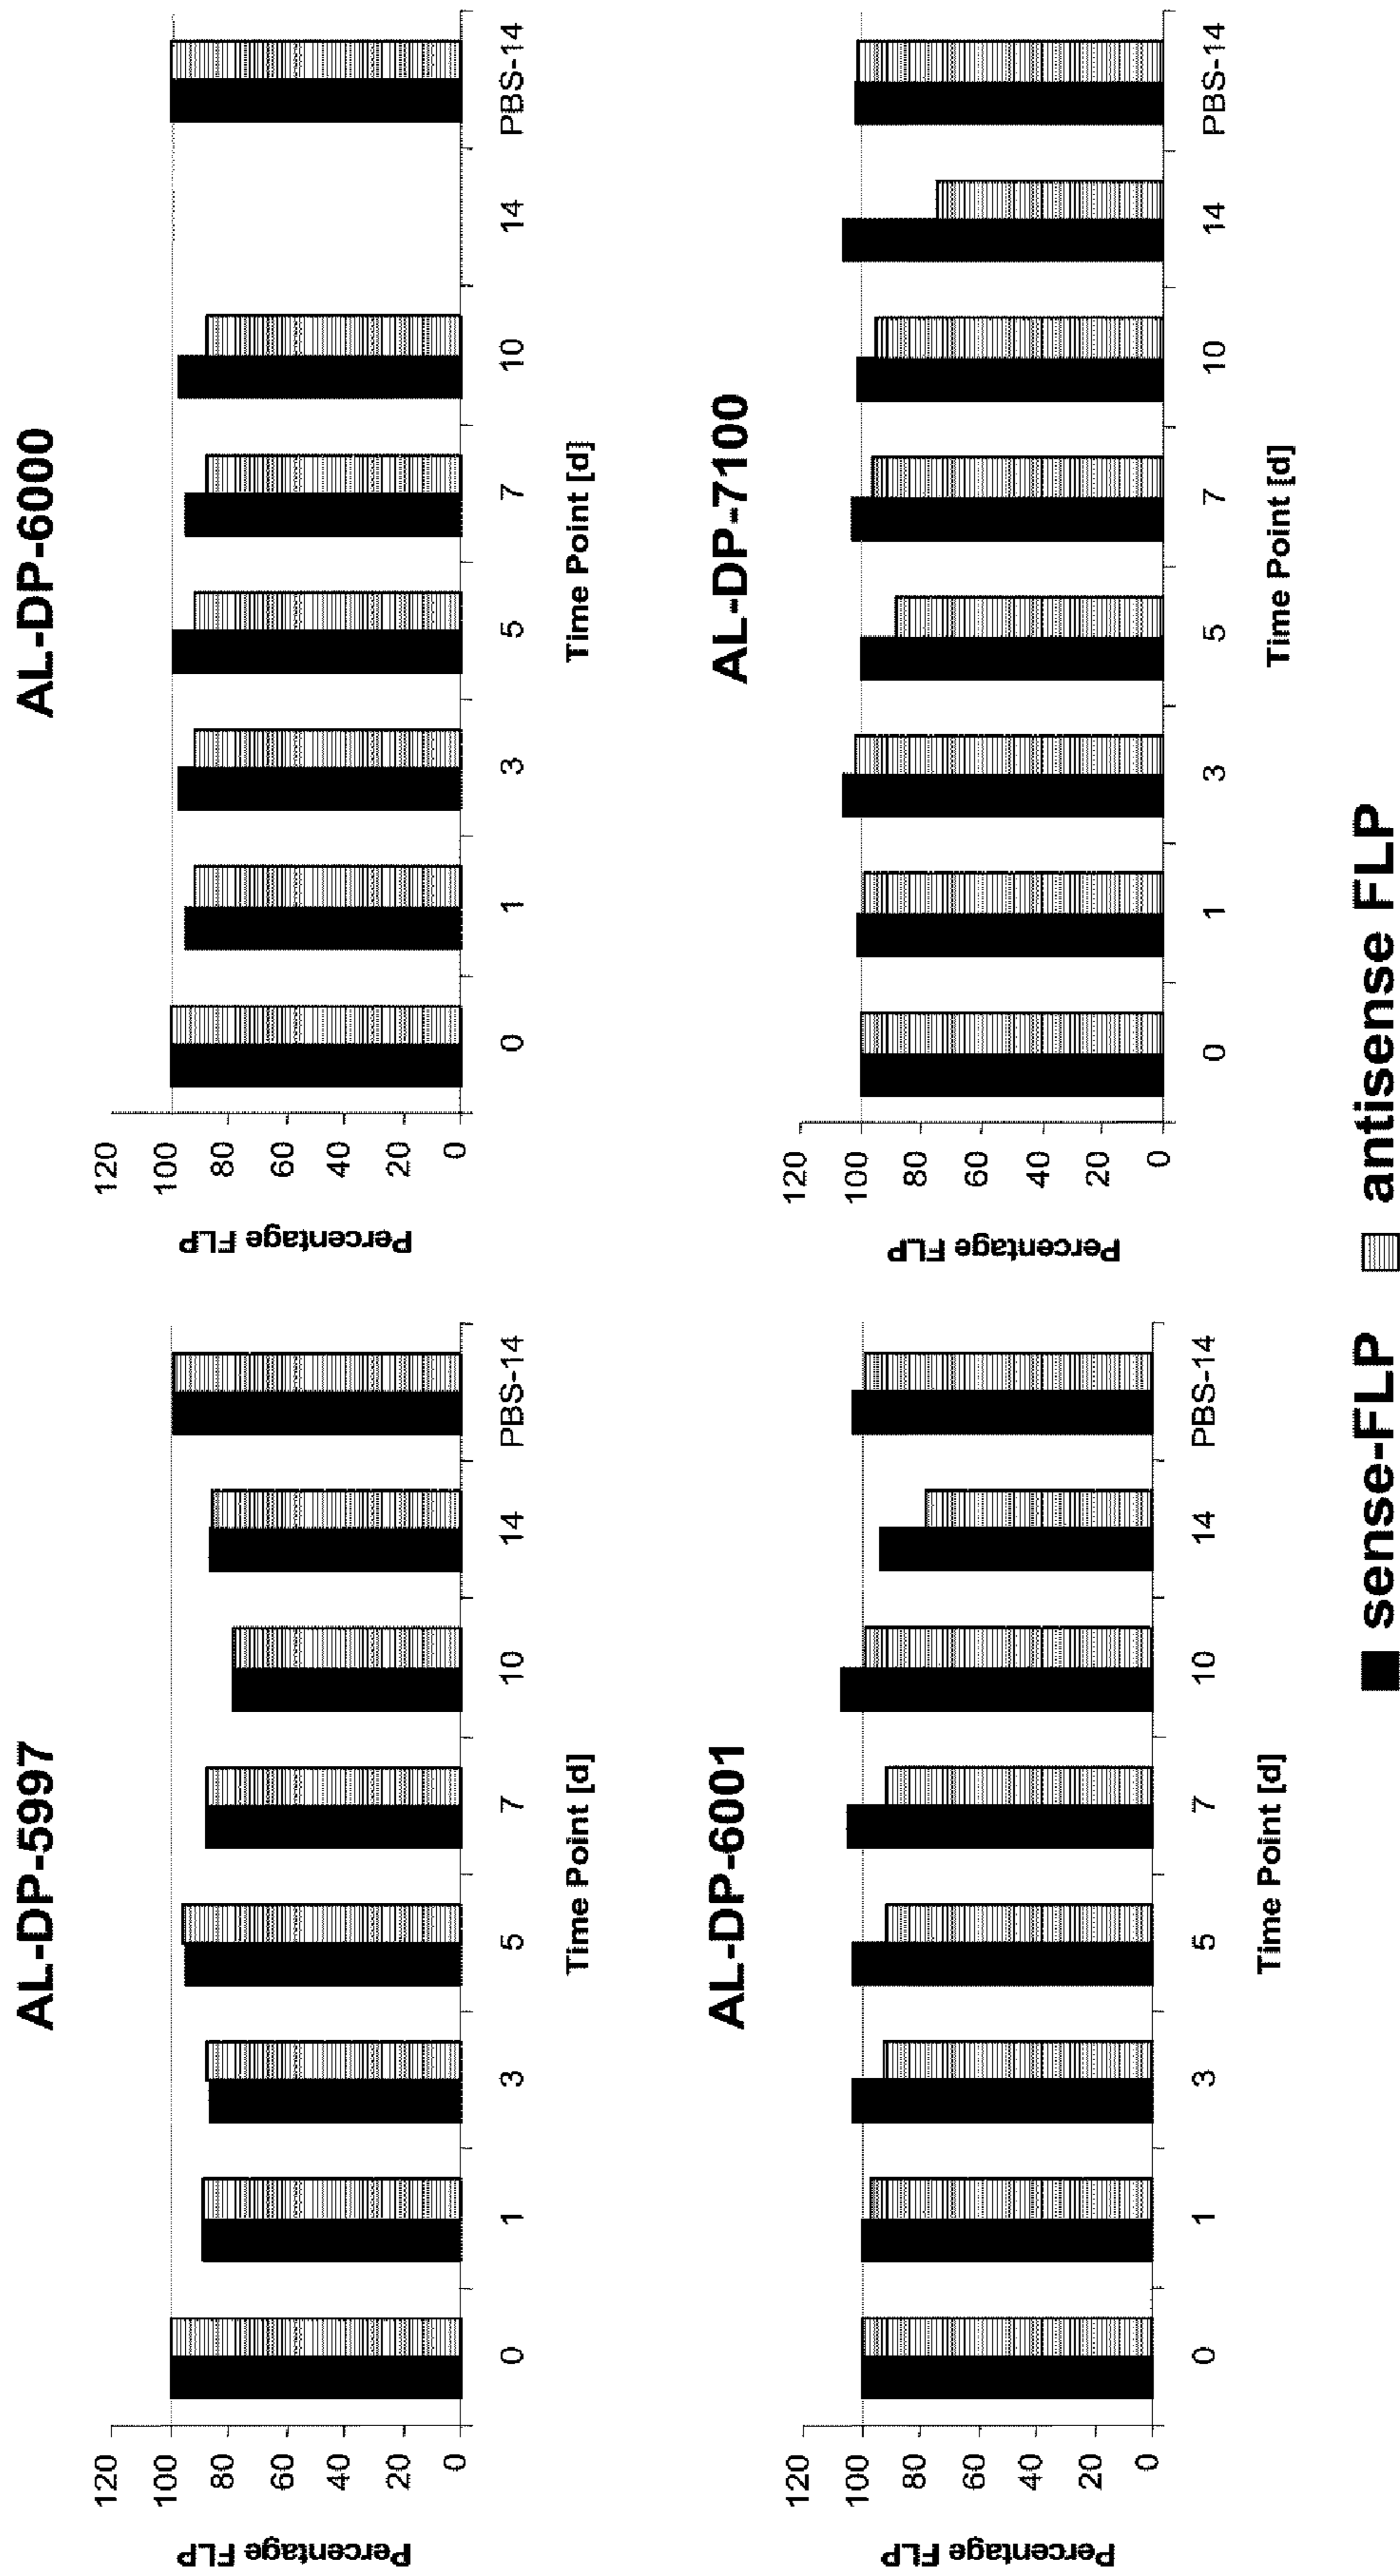 AL-DP-5997
Percentage FLP
120
100
80
60
40
20
0
0 1 3 5 7 10 14 PBS-14
Time Point [d]
AL-DP-6000
Percentage FLP
120
100
80
60
40
20
0
0 1 3 5 7 10 14 PBS-14
Time Point [d]
AL-DP-6001
Percentage FLP
120
100
80
60
40
20
0
0 1 3 5 7 10 14 PBS-14
Time Point [d]
AL-DP-7100
Percentage FLP
120
100
80
60
40
20
0
0 1 3 5 7 10 14 PBS-14
Time Point [d]
sense-FLP antisense FLP